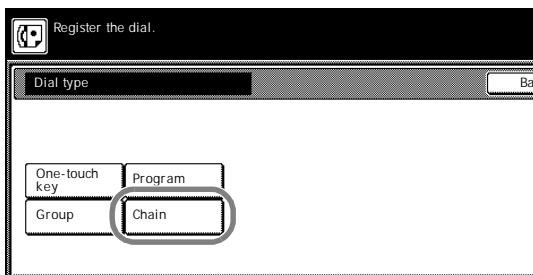 Register the dial.
Dial type
Ba
One-touch
key
Program
Group
Chain